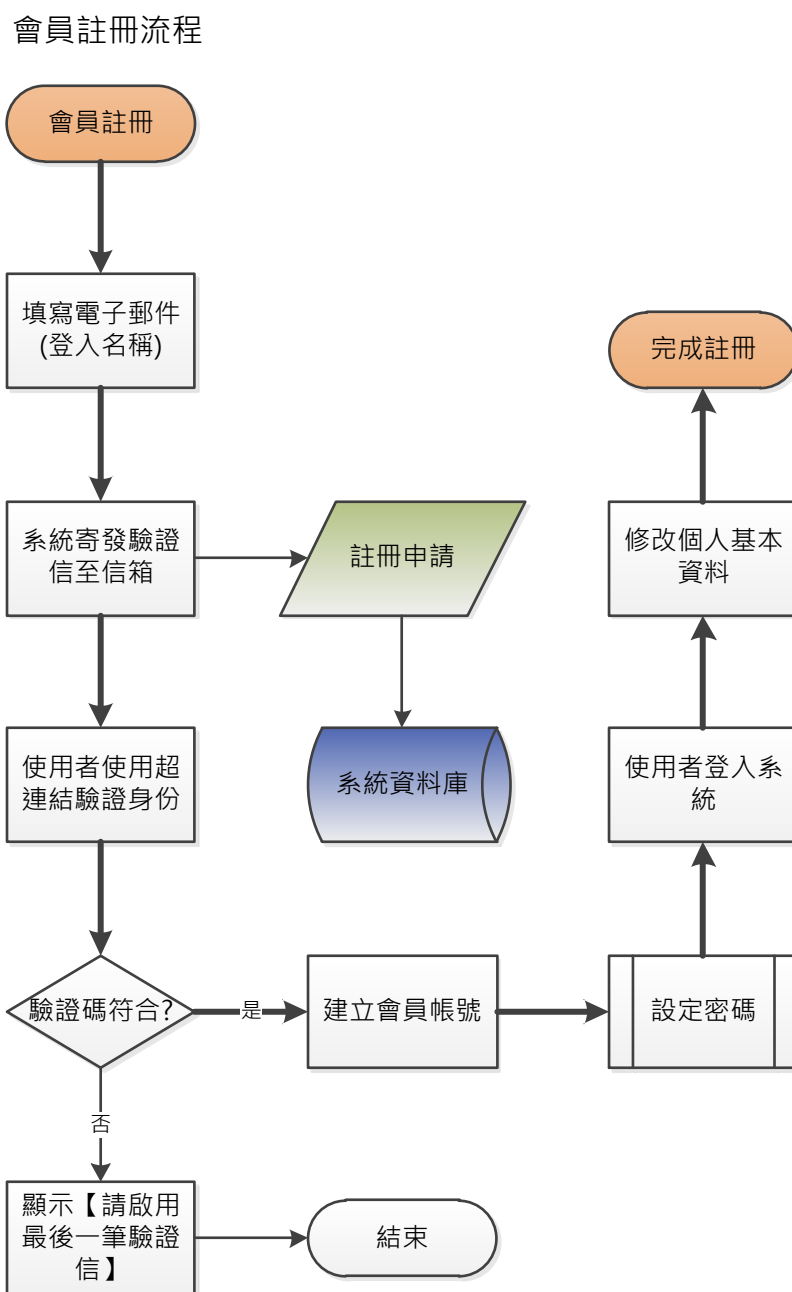 會員註冊流程
會員註冊
填寫電子郵件
(登入名稱)
完成註冊
系統寄發驗證
信至信箱
註冊申請
修改個人基本
資料
使用者使用超
連結驗證身份
系統資料庫
使用者登入系
統
驗證碼符合?
是
建立會員帳號
設定密碼
否
顯示【請啟用
最後一筆驗證
信】
結束